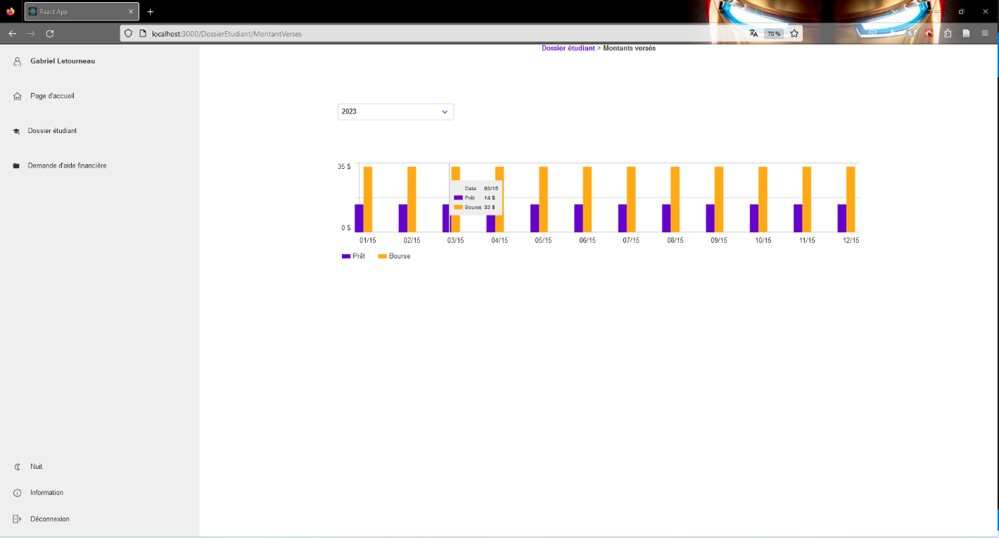 React App
localhost:3000/DossierEtudiant/MontantVerses
70 %
Gabriel Letourneau
Page d'accueil
Dossier étudiant
Demande d'aide financière
Nuit
Information
Déconnexion
Dossier étudiant > Montants versés
2023
35 $
0 $
Date 03/15
Prêt 14 $
Bourse 33 $
01/15 02/15 03/15 04/15 05/15 06/15 07/15 08/15 09/15 10/15 11/15 12/15
Prêt Bourse